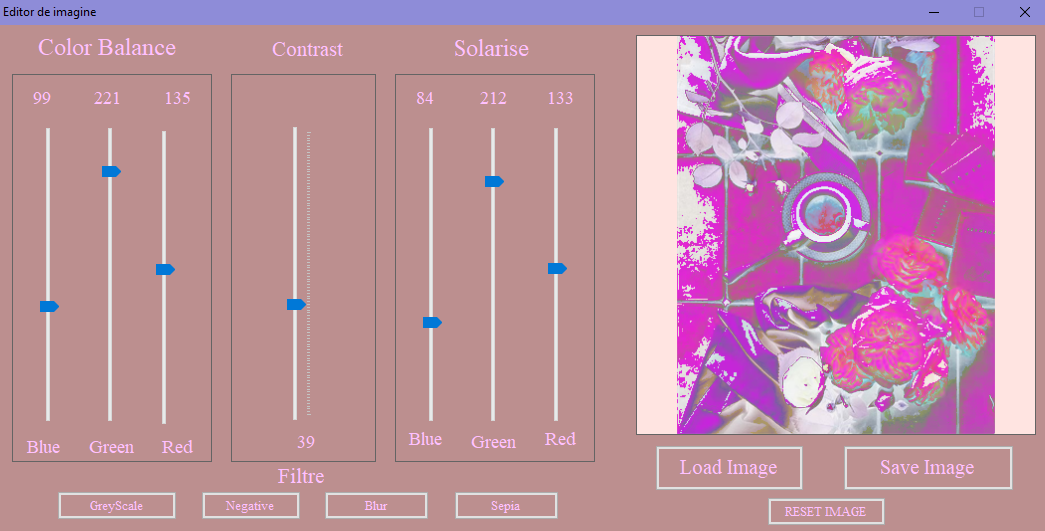 Editor de imagine
Color Balance
Contrast
Solarise
99 221 135
84 212 133
Blue Green Red
39
Blue Green Red
Filtre
GreyScale
Negative
Blur
Sepia
Load Image
Save Image
RESET IMAGE